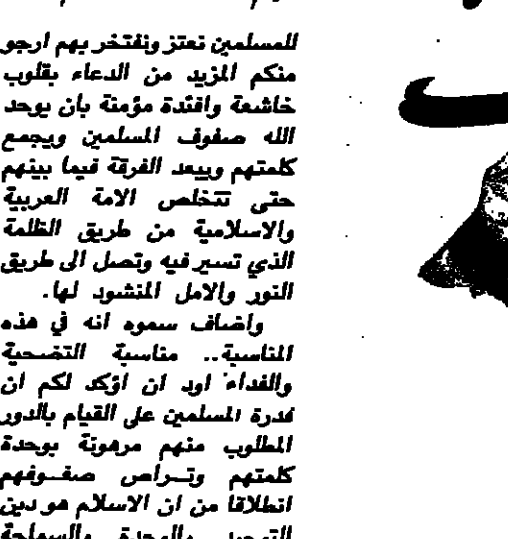 للمسلمين نعتز ونفتخر بهم ارجو
منكم المزيد من الدعاء بقلوب
خاشعة وافئدة مؤمنة بان يوحد
الله صفوف المسلمين ويجمع
كلمتهم ويبعد الفرقة فيما بينهم
حتى تتخلص الامة العربية
والاسلامية من طريق الظلمة
الذي تسير فيه وتصل الى طريق
النور والامل المنشود لها.
واضاف سموه انه في هذه
المناسبة.. مناسبة التضحية
والفداء اود ان اؤكد لكم ان
قدرة المسلمين على القيام بالدور
المطلوب منهم مرهونة بوحدة
كلمتهم وتراص صفوفهم
انطلاقا من ان الاسلام هو دين
التوحيد والوحدة والسماحة